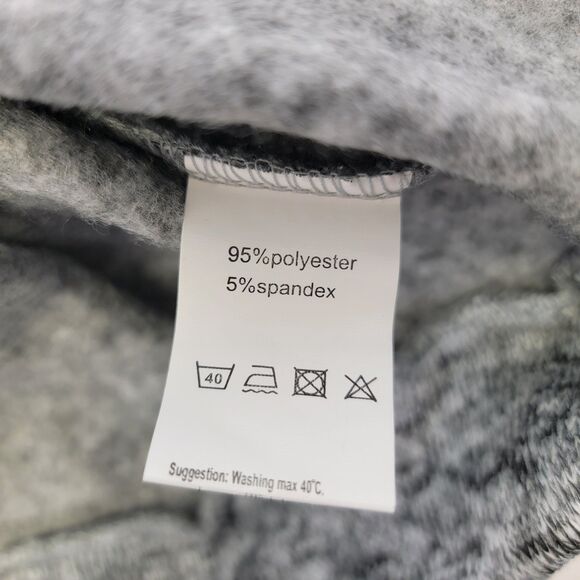 95%polyester
5%spandex
40
Suggestion: Washing max 40°C.